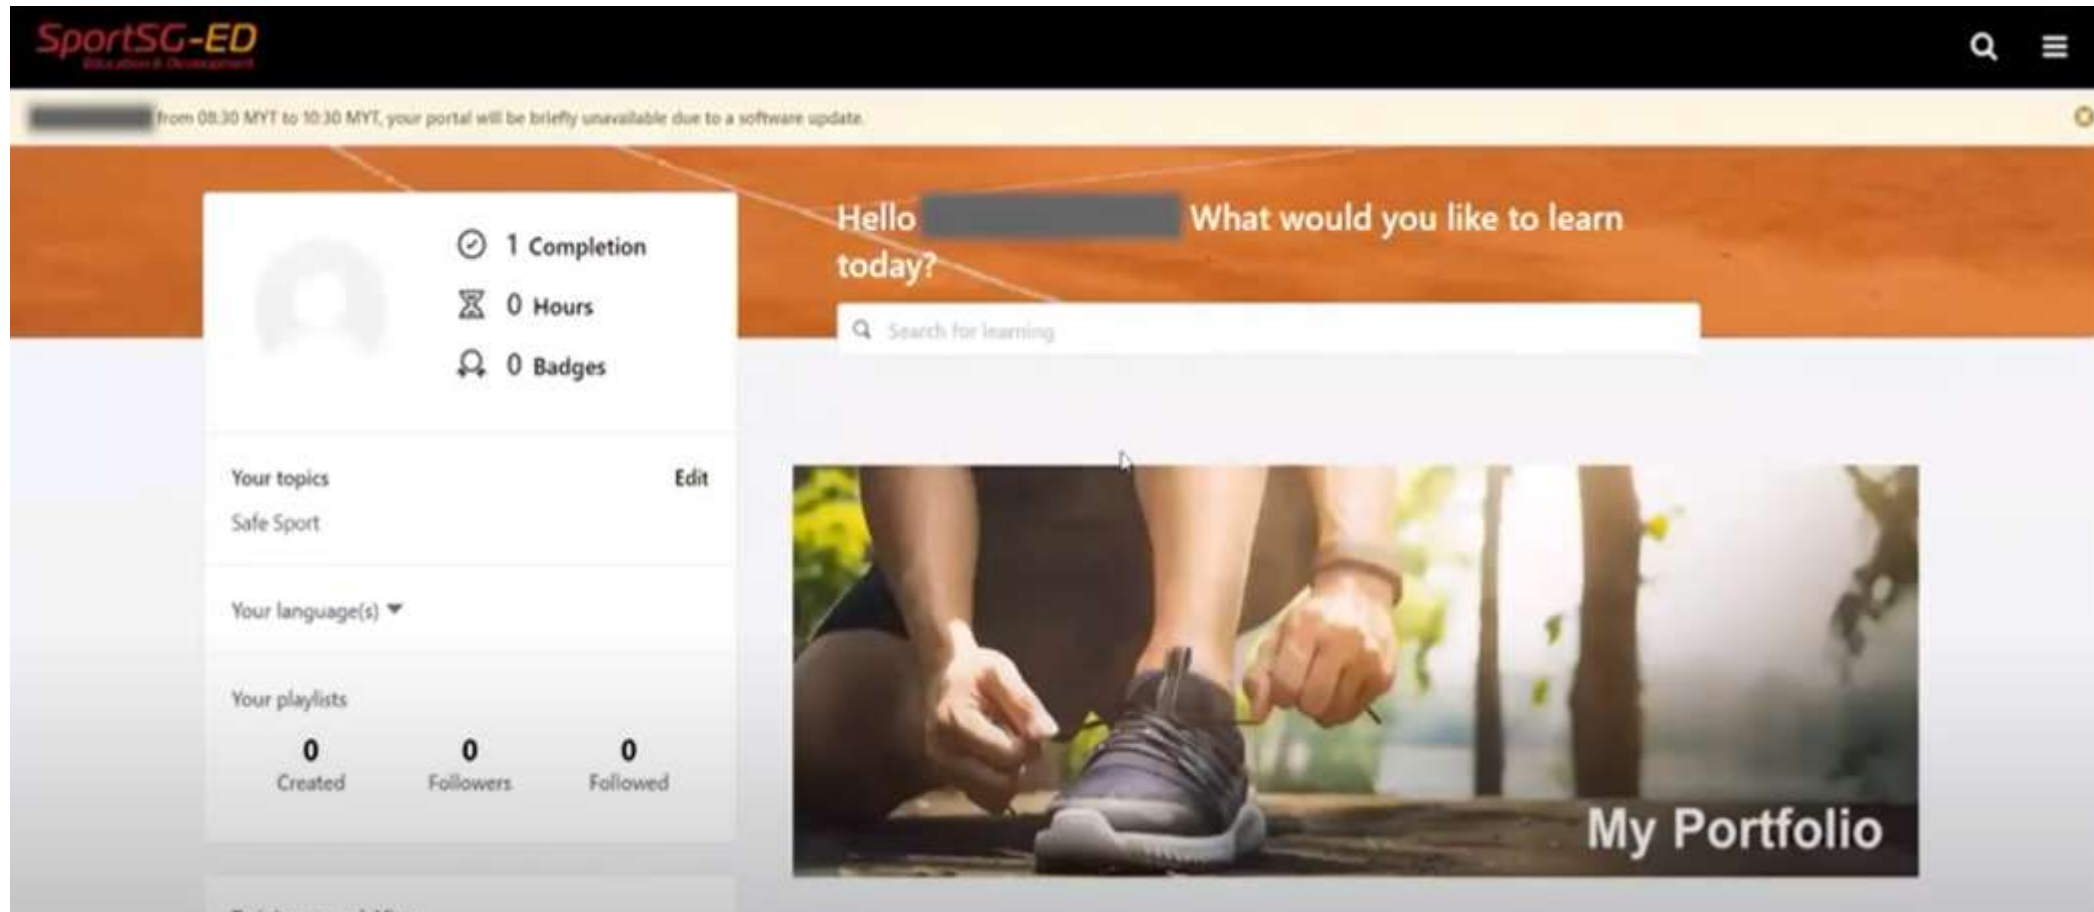 SportSG-ED
Education & Development
from 08:30 MYT to 10:30 MYT, your portal will be briefly unavailable due to a software update.
1 Completion
0 Hours
0 Badges
Hello What would you like to learn
today?
Search for learning
Your topics Edit
Safe Sport
Your language(s)
Your playlists
0 0 0
Created Followers Followed
My Portfolio